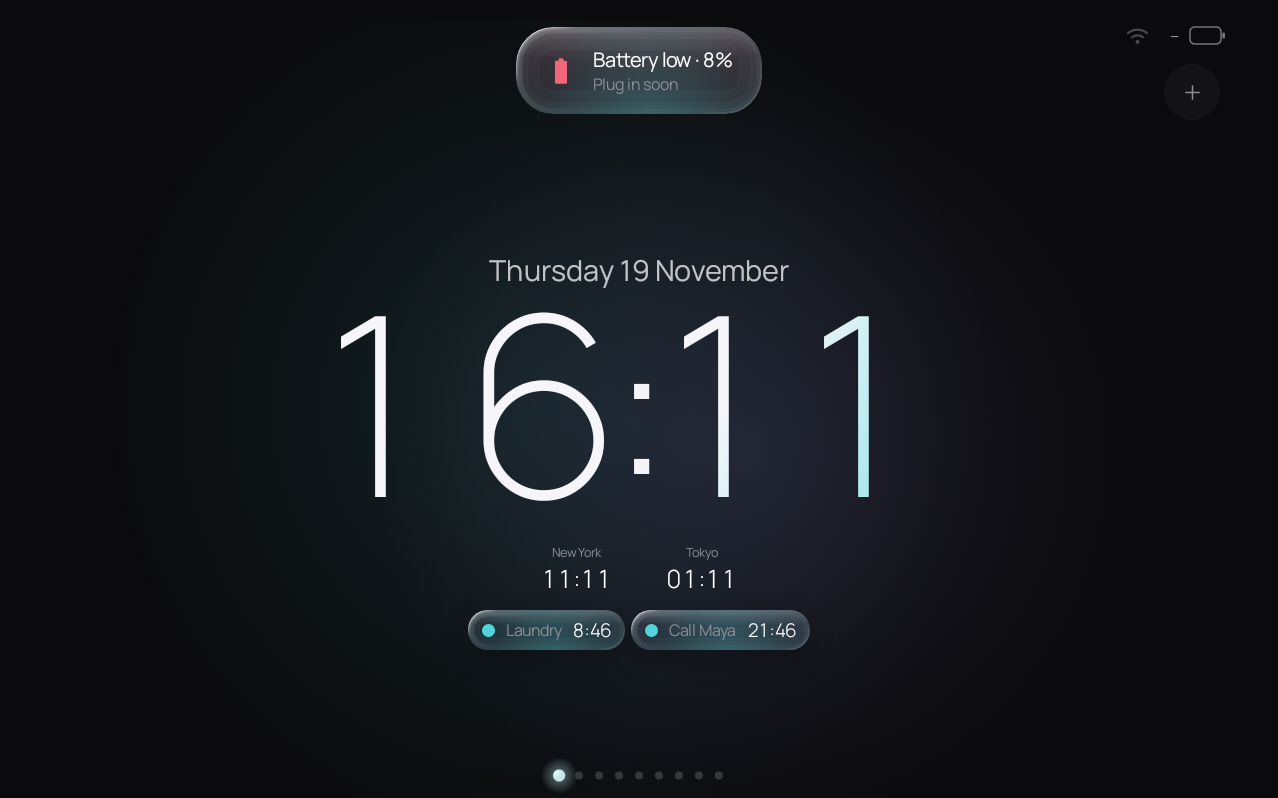 Battery low · 8%
Plug in soon
–
+
Thursday 19 November
16:11
New York
11:11
Tokyo
01:11
Laundry 8:46
Call Maya 21:46